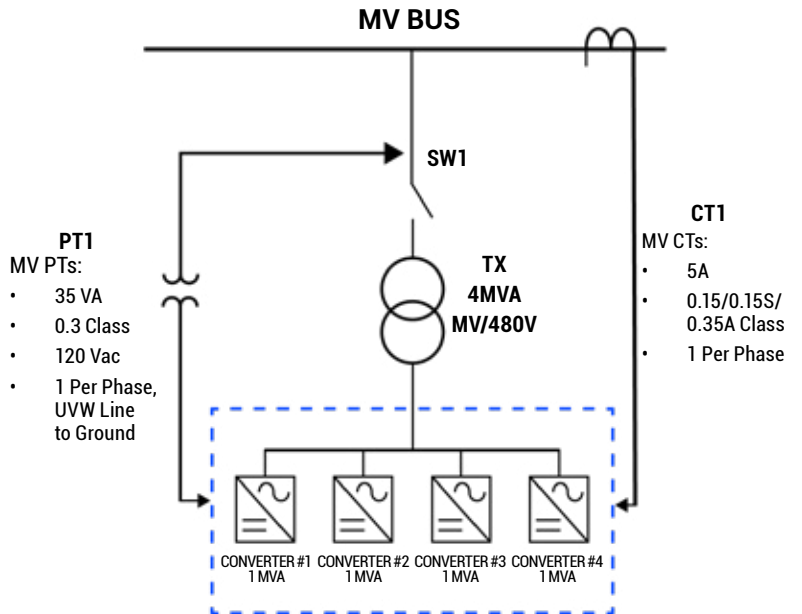 MV BUS
SW1
PT1
MV PTs:
• 35 VA
• 0.3 Class
• 120 Vac
• 1 Per Phase,
UVW Line
to Ground
TX
4MVA
MV/480V
CT1
MV CTs:
• 5A
• 0.15/0.15S/
0.35A Class
• 1 Per Phase
CONVERTER #1
1 MVA
CONVERTER #2
1 MVA
CONVERTER #3
1 MVA
CONVERTER #4
1 MVA